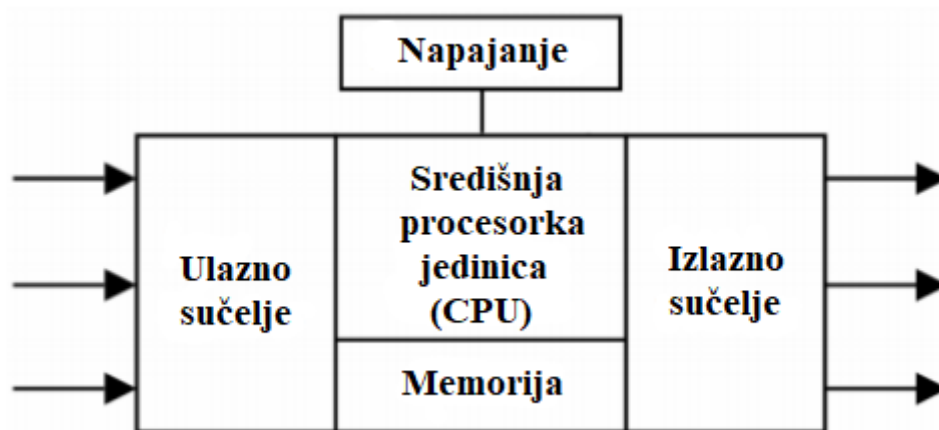 Napajanje
Ulazno
sučelje
Središnja
procesorka
jedinica
(CPU)
Memorija
Izlazno
sučelje